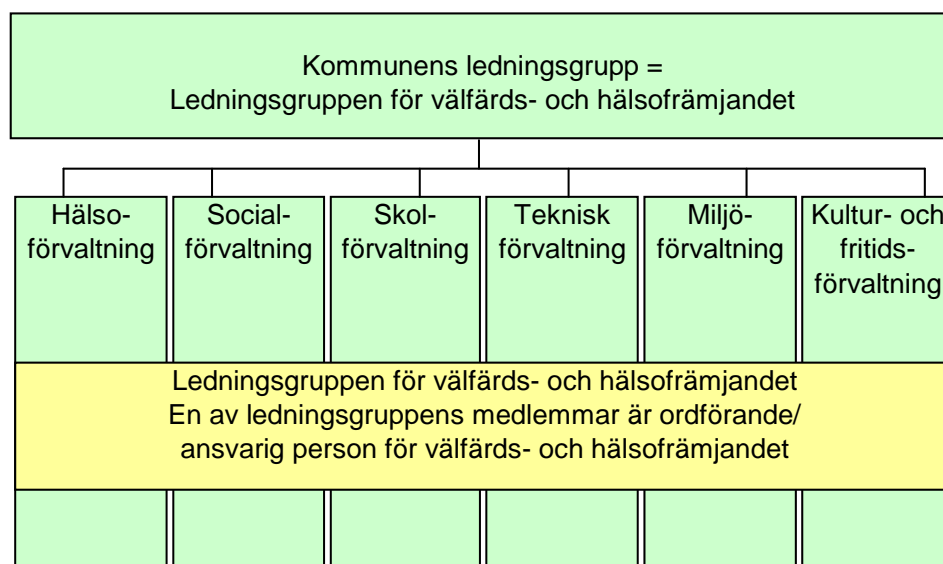 Kommunens ledningsgrupp =
Ledningsgruppen för välfärds- och hälsofrämjandet
Hälso-
förvaltning
Social-
förvaltning
Skol-
förvaltning
Teknisk
förvaltning
Miljö-
förvaltning
Kultur- och
fritids-
förvaltning
Ledningsgruppen för välfärds- och hälsofrämjandet
En av ledningsgruppens medlemmar är ordförande/
ansvarig person för välfärds- och hälsofrämjandet